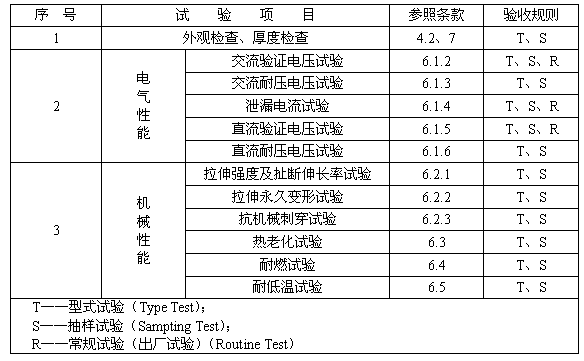 序 号 试 验 项 目 参照条款 验收规则
1 外观检查、厚度检查 4.2、7 T、S
2 电气性能 交流验证电压试验 6.1.2 T、S、R
交流耐压电压试验 6.1.3 T、S
泄漏电流试验 6.1.4 T、S、R
直流验证电压试验 6.1.5 T、S、R
直流耐压电压试验 6.1.6 T、S
3 机械性能 拉伸强度及扯断伸长率试验 6.2.1 T、S
拉伸永久变形试验 6.2.2 T、S
抗机械刺穿试验 6.2.3 T、S
热老化试验 6.3 T、S
耐燃试验 6.4 T、S
耐低温试验 6.5 T、S
T——型式试验（Type Test）；
S——抽样试验（Sampting Test）；
R——常规试验（出厂试验）（Routine Test）